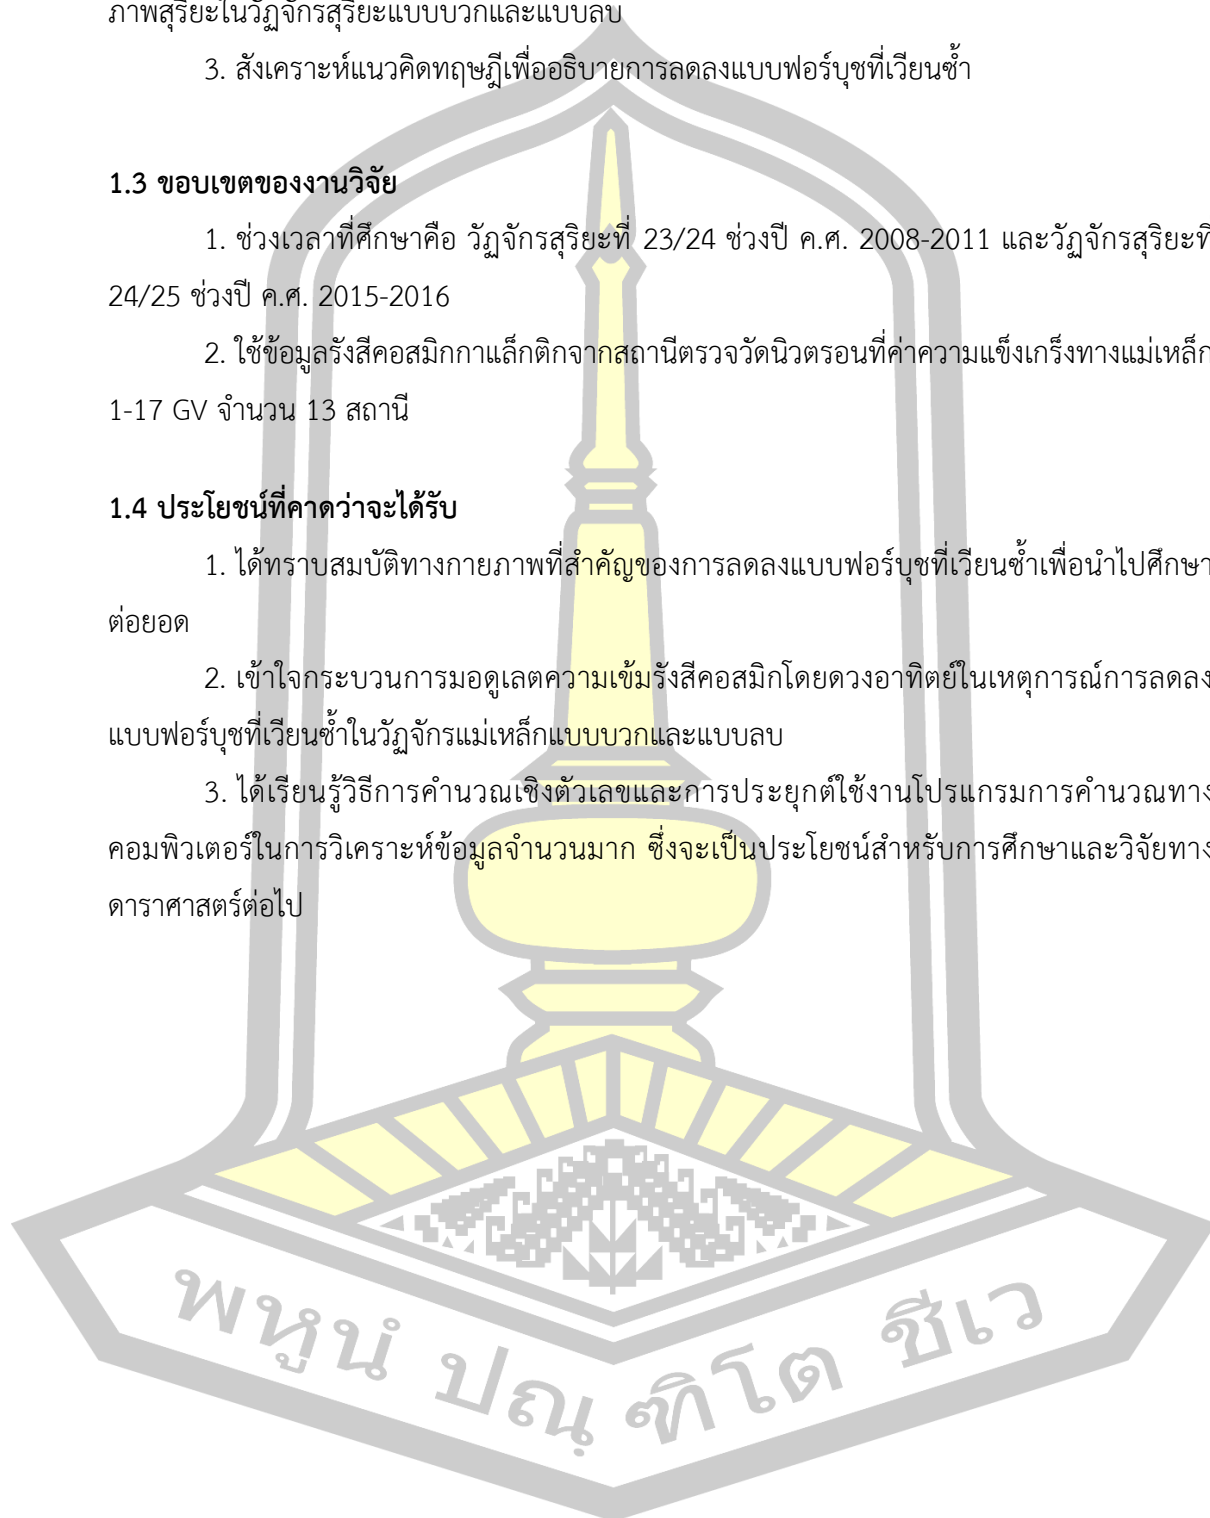 ภาพสุริยะในวัฏจักรสุริยะแบบบวกและแบบลบ
3. สังเคราะห์แนวคิดทฤษฎีเพื่ออธิบายการลดลงแบบฟอร์บุชที่เวียนซ้ำ
1.3 ขอบเขตของงานวิจัย
1. ช่วงเวลาที่ศึกษาคือ วัฏจักรสุริยะที่ 23/24 ช่วงปี ค.ศ. 2008-2011 และวัฏจักรสุริยะที่
24/25 ช่วงปี ค.ศ. 2015-2016
2. ใช้ข้อมูลรังสีคอสมิกกาแล็กติกจากสถานีตรวจวัดนิวตรอนที่ค่าความแข็งเกร็งทางแม่เหล็ก
1-17 GV จำนวน 13 สถานี
1.4 ประโยชน์ที่คาดว่าจะได้รับ
1. ได้ทราบสมบัติทางกายภาพที่สำคัญของการลดลงแบบฟอร์บุชที่เวียนซ้ำเพื่อนำไปศึกษา
ต่อยอด
2. เข้าใจกระบวนการมอดูเลตความเข้มรังสีคอสมิกโดยดวงอาทิตย์ในเหตุการณ์การลดลง
แบบฟอร์บุชที่เวียนซ้ำในวัฏจักรแม่เหล็กแบบบวกและแบบลบ
3. ได้เรียนรู้วิธีการคำนวณเชิงตัวเลขและการประยุกต์ใช้งานโปรแกรมการคำนวณทาง
คอมพิวเตอร์ในการวิเคราะห์ข้อมูลจำนวนมาก ซึ่งจะเป็นประโยชน์สำหรับการศึกษาและวิจัยทาง
ดาราศาสตร์ต่อไป
พหูนํ ปณฺฑิโต ชีเว